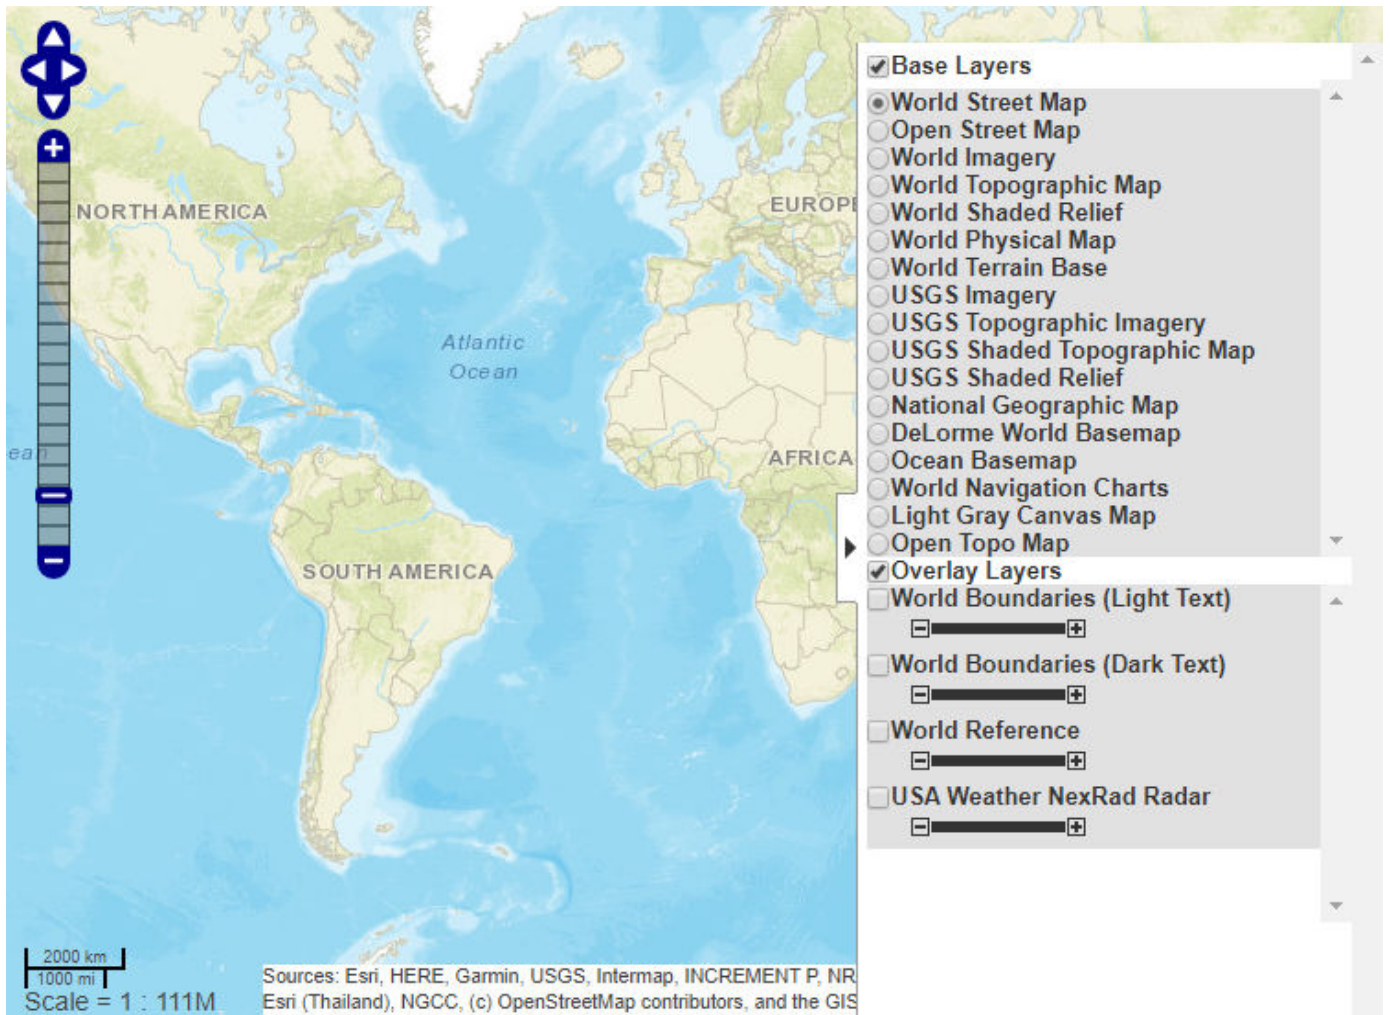 NORTH AMERICA
EUROPE
Atlantic
Ocean
ean
AFRICA
SOUTH AMERICA
2000 km
1000 mi
Scale = 1 : 111M
Sources: Esri, HERE, Garmin, USGS, Intermap, INCREMENT P, NR
Esri (Thailand), NGCC, (c) OpenStreetMap contributors, and the GIS
Base Layers
World Street Map
Open Street Map
World Imagery
World Topographic Map
World Shaded Relief
World Physical Map
World Terrain Base
USGS Imagery
USGS Topographic Imagery
USGS Shaded Topographic Map
USGS Shaded Relief
National Geographic Map
DeLorme World Basemap
Ocean Basemap
World Navigation Charts
Light Gray Canvas Map
Open Topo Map
Overlay Layers
World Boundaries (Light Text)
World Boundaries (Dark Text)
World Reference
USA Weather NexRad Radar